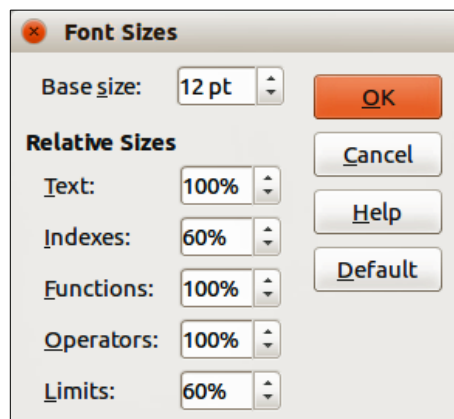 Font Sizes
Base size: 12 pt
OK
Relative Sizes
Cancel
Text: 100%
Help
Indexes: 60%
Default
Functions: 100%
Operators: 100%
Limits: 60%